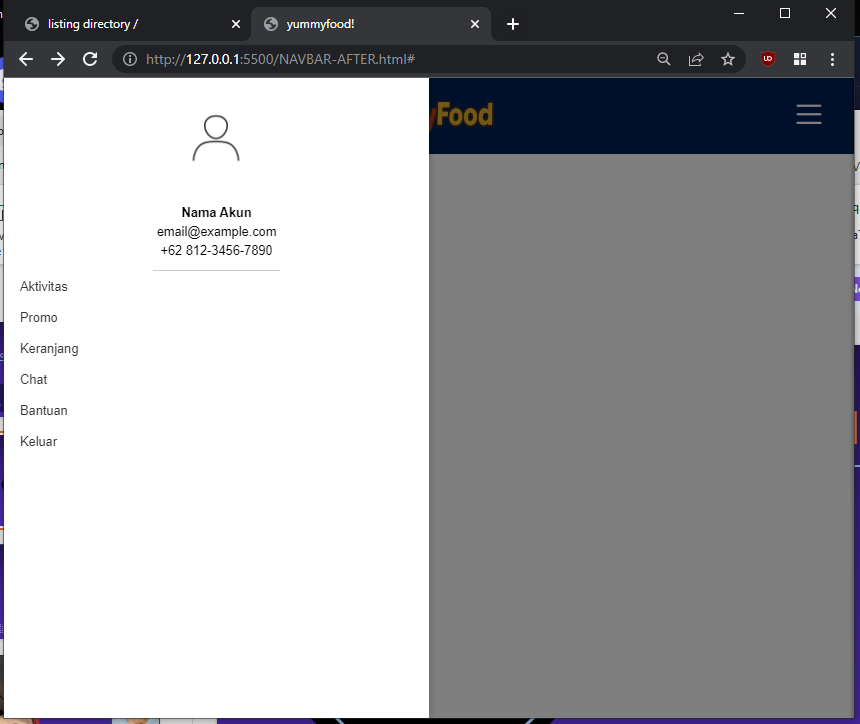 listing directory /
yummyfood!
http://127.0.0.1:5500/NAVBAR-AFTER.html#
Food
Nama Akun
email@example.com
+62 812-3456-7890
Aktivitas
Promo
Keranjang
Chat
Bantuan
Keluar